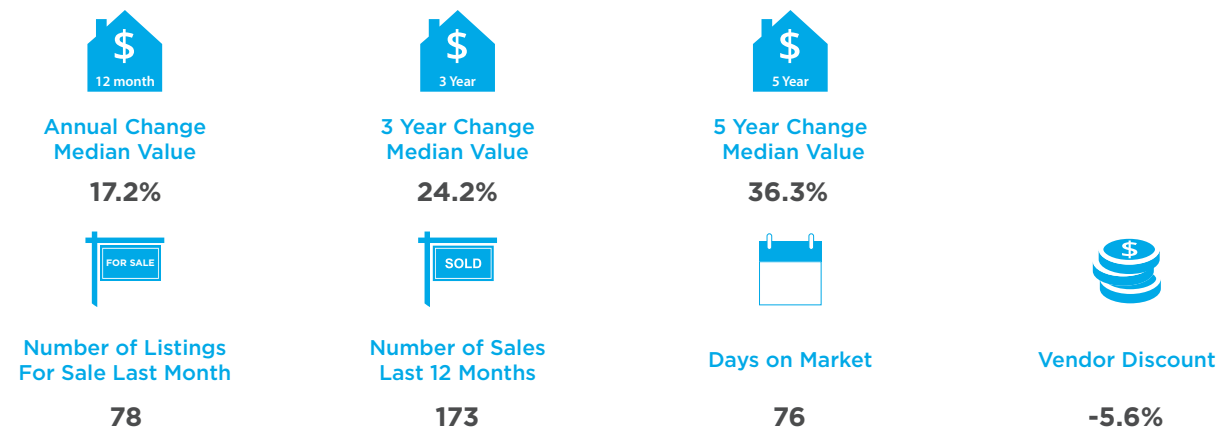 $
12 month
Annual Change
Median Value
17.2%
$
3 Year
3 Year Change
Median Value
24.2%
$
5 Year
5 Year Change
Median Value
36.3%
FOR SALE
Number of Listings
For Sale Last Month
78
SOLD
Number of Sales
Last 12 Months
173
Days on Market
76
$
Vendor Discount
-5.6%